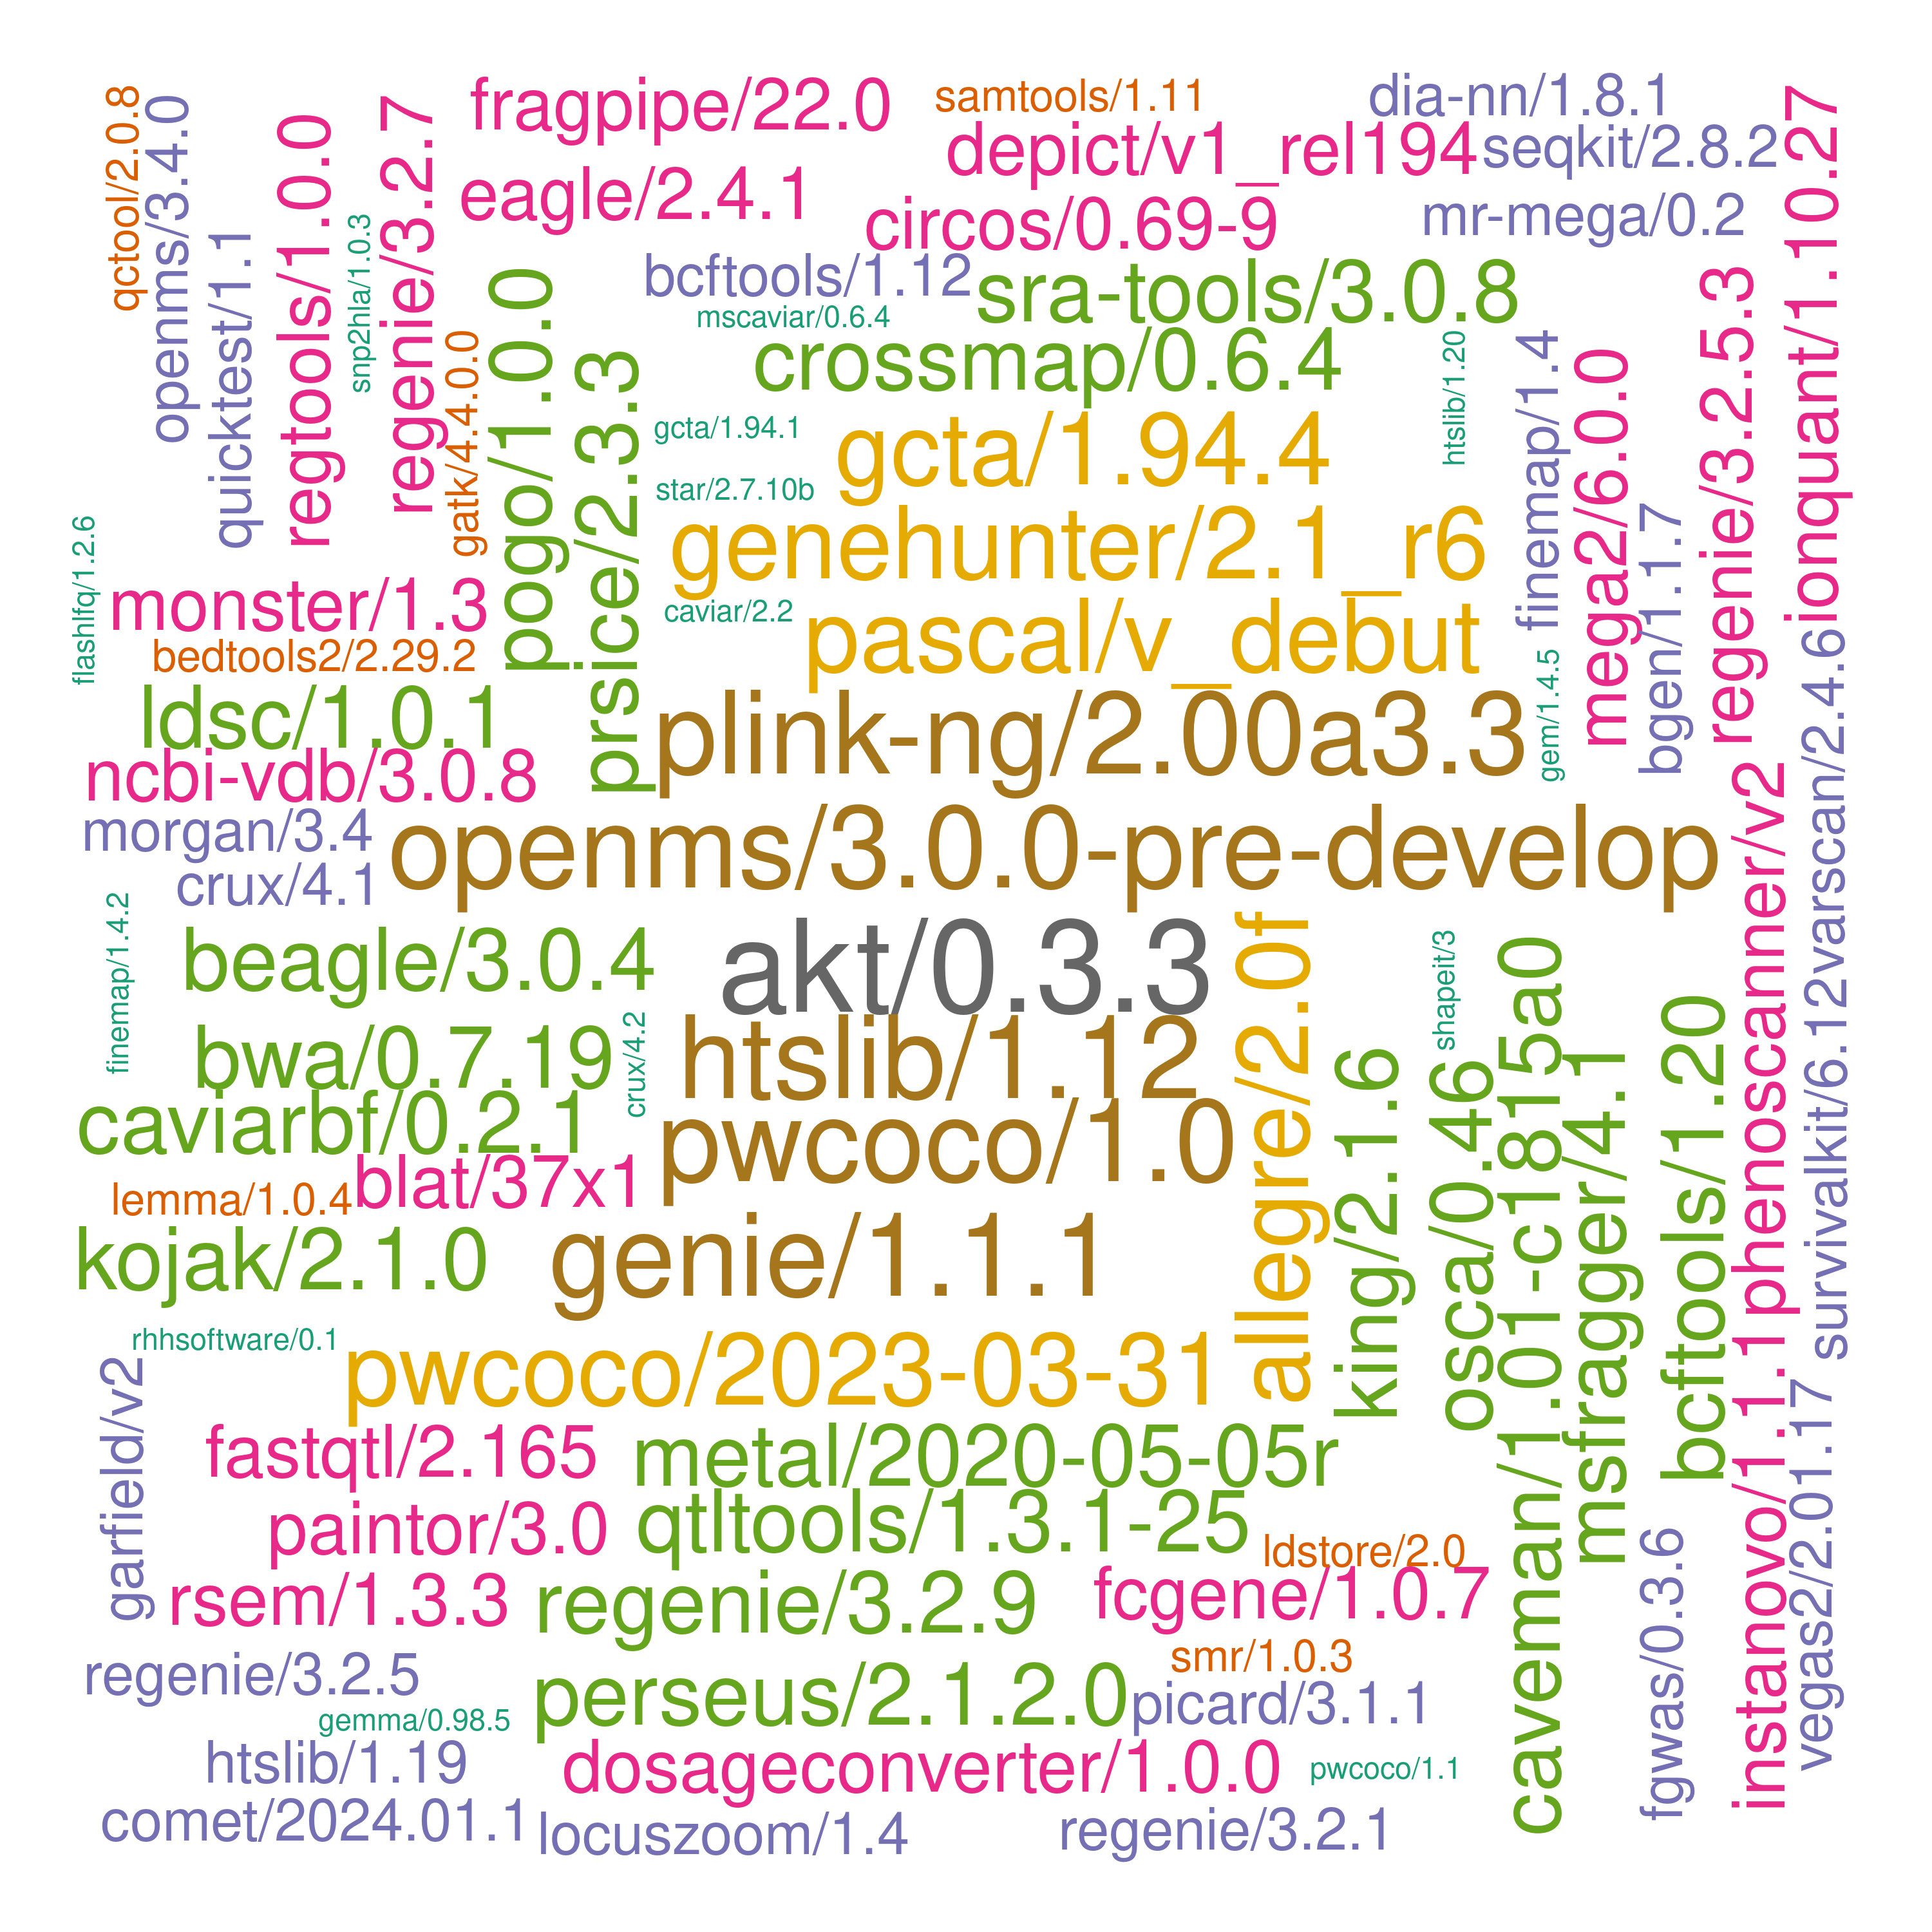 fragpipe/22.0
samtools/1.11
dia-nn/1.8.1
qctool/2.0.8
openms/3.4.0
regtools/1.0.0
regenie/3.2.7
depict/v1_rel194
seqkit/2.8.2
ionquant/1.10.27
eagle/2.4.1
circos/0.69-9
mr-mega/0.2
quicktest/1.1
snp2hla/1.0.3
bcftools/1.12
sra-tools/3.0.8
mscaviar/0.6.4
pogo/1.0.0
regenie/3.2.5.3
crossmap/0.6.4
gatk/4.4.0.0
prsice/2.3.3
htslib/1.20
finemap/1.4
mega2/6.0.0
gcta/1.94.1
gcta/1.94.4
star/2.7.10b
genehunter/2.1_r6
bgen/1.1.7
flashlfq/1.2.6
monster/1.3
caviar/2.2
pascal/v_debut
bedtools2/2.29.2
varscan/2.4.6
gem/1.4.5
ldsc/1.0.1
plink-ng/2.00a3.3
ncbi-vdb/3.0.8
phenoscanner/v2
morgan/3.4
openms/3.0.0-pre-develop
crux/4.1
finemap/1.4.2
beagle/3.0.4
akt/0.3.3
allegre/2.0f
shapeit/3
caveman/1.01-c1815a0
survivalkit/6.12
bwa/0.7.19
crux/4.2
htslib/1.12
king/2.1.6
osca/0.46
msfragger/4.1
bcftools/1.20
caviarbf/0.2.1
pwcoco/1.0
lemma/1.0.4
blat/37x1
kojak/2.1.0
genie/1.1.1
instanovo/1.1.1
rhhsoftware/0.1
pwcoco/2023-03-31
garfield/v2
vegas2/2.01.17
fastqtl/2.165
metal/2020-05-05r
paintor/3.0
qtltools/1.3.1-25
ldstore/2.0
fgwas/0.3.6
rsem/1.3.3
regenie/3.2.9
fcgene/1.0.7
smr/1.0.3
regenie/3.2.5
perseus/2.1.2.0
picard/3.1.1
gemma/0.98.5
htslib/1.19
dosageconverter/1.0.0
pwcoco/1.1
comet/2024.01.1
locuszoom/1.4
regenie/3.2.1